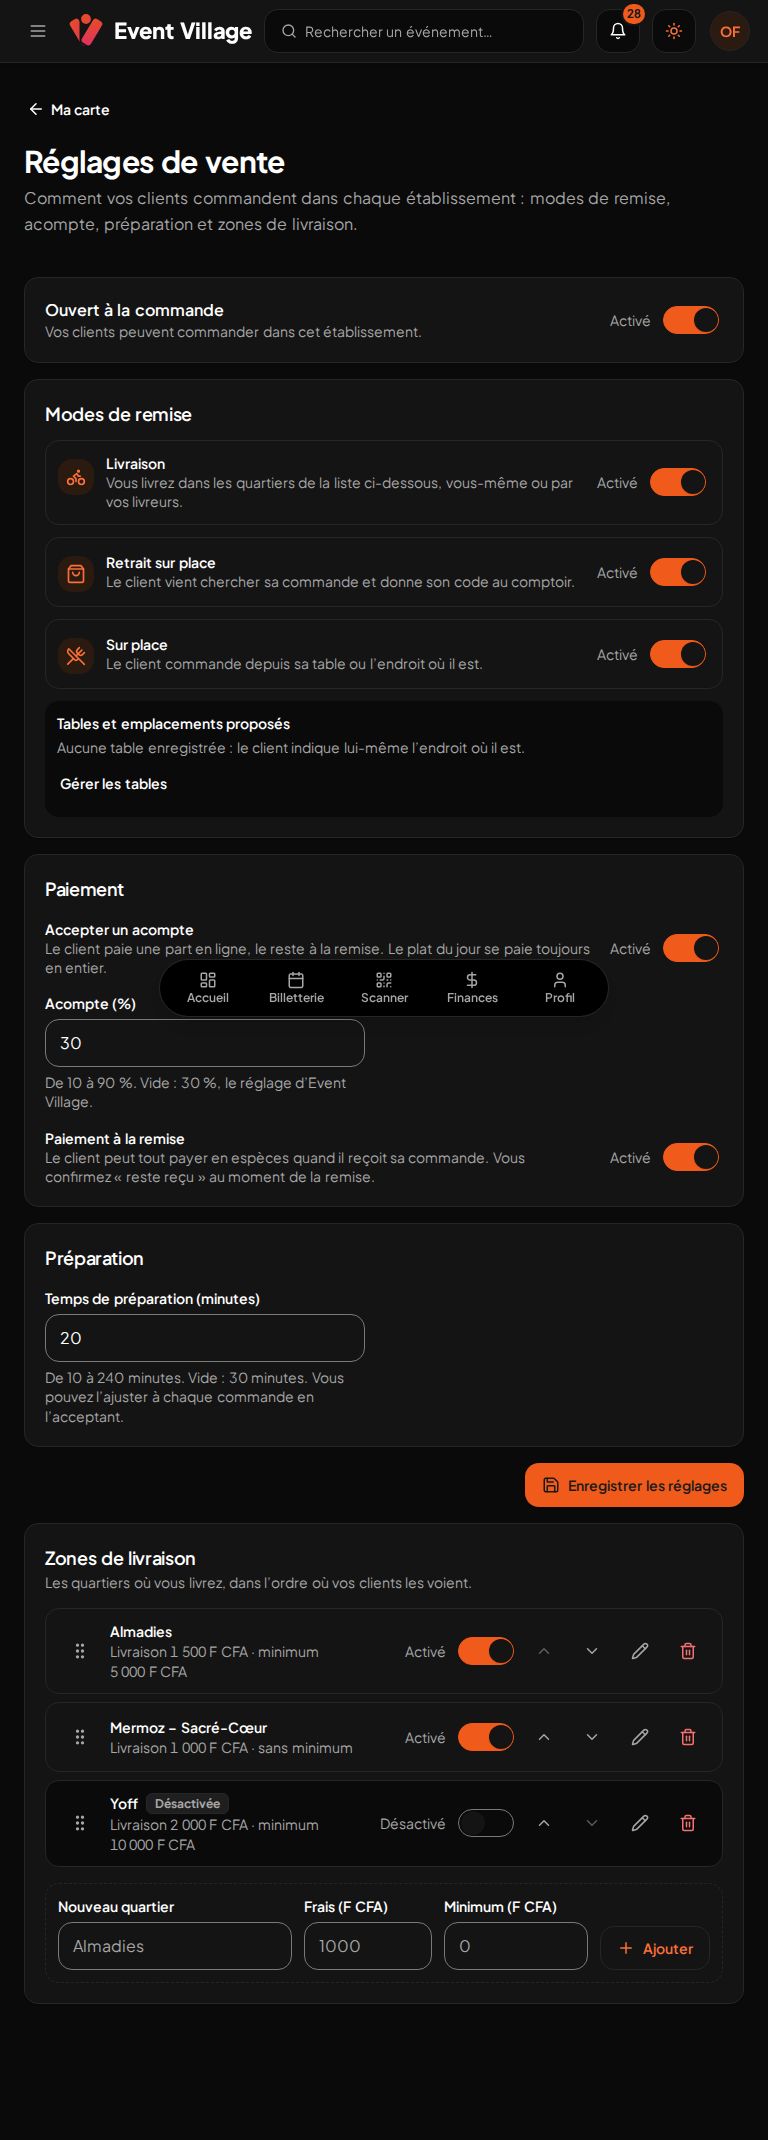 Event Village
Rechercher un événement...
28
OF
Ma carte
Réglages de vente
Comment vos clients commandent dans chaque établissement : modes de remise,
acompte, préparation et zones de livraison.
Ouvert à la commande
Vos clients peuvent commander dans cet établissement.
Activé
Modes de remise
Livraison
Vous livrez dans les quartiers de la liste ci-dessous, vous-même ou par
vos livreurs.
Activé
Retrait sur place
Le client vient chercher sa commande et donne son code au comptoir.
Activé
Sur place
Le client commande depuis sa table ou l’endroit où il est.
Activé
Tables et emplacements proposés
Aucune table enregistrée : le client indique lui-même l’endroit où il est.
Gérer les tables
Paiement
Accepter un acompte
Le client paie une part en ligne, le reste à la remise. Le plat du jour se paie toujours
en entier.
Activé
Accueil
Billetterie
Scanner
Finances
Profil
Acompte (%)
30
De 10 à 90 %. Vide : 30 %, le réglage d’Event
Village.
Paiement à la remise
Le client peut tout payer en espèces quand il reçoit sa commande. Vous
confirmez « reste reçu » au moment de la remise.
Activé
Préparation
Temps de préparation (minutes)
20
De 10 à 240 minutes. Vide : 30 minutes. Vous
pouvez l’ajuster à chaque commande en
l’acceptant.
Enregistrer les réglages
Zones de livraison
Les quartiers où vous livrez, dans l’ordre où vos clients les voient.
Almadies
Livraison 1 500 F CFA · minimum
5 000 F CFA
Activé
Mermoz – Sacré-Cœur
Livraison 1 000 F CFA · sans minimum
Activé
Yoff
Désactivée
Livraison 2 000 F CFA · minimum
10 000 F CFA
Désactivé
Nouveau quartier
Frais (F CFA)
Minimum (F CFA)
Almadies
1000
0
Ajouter